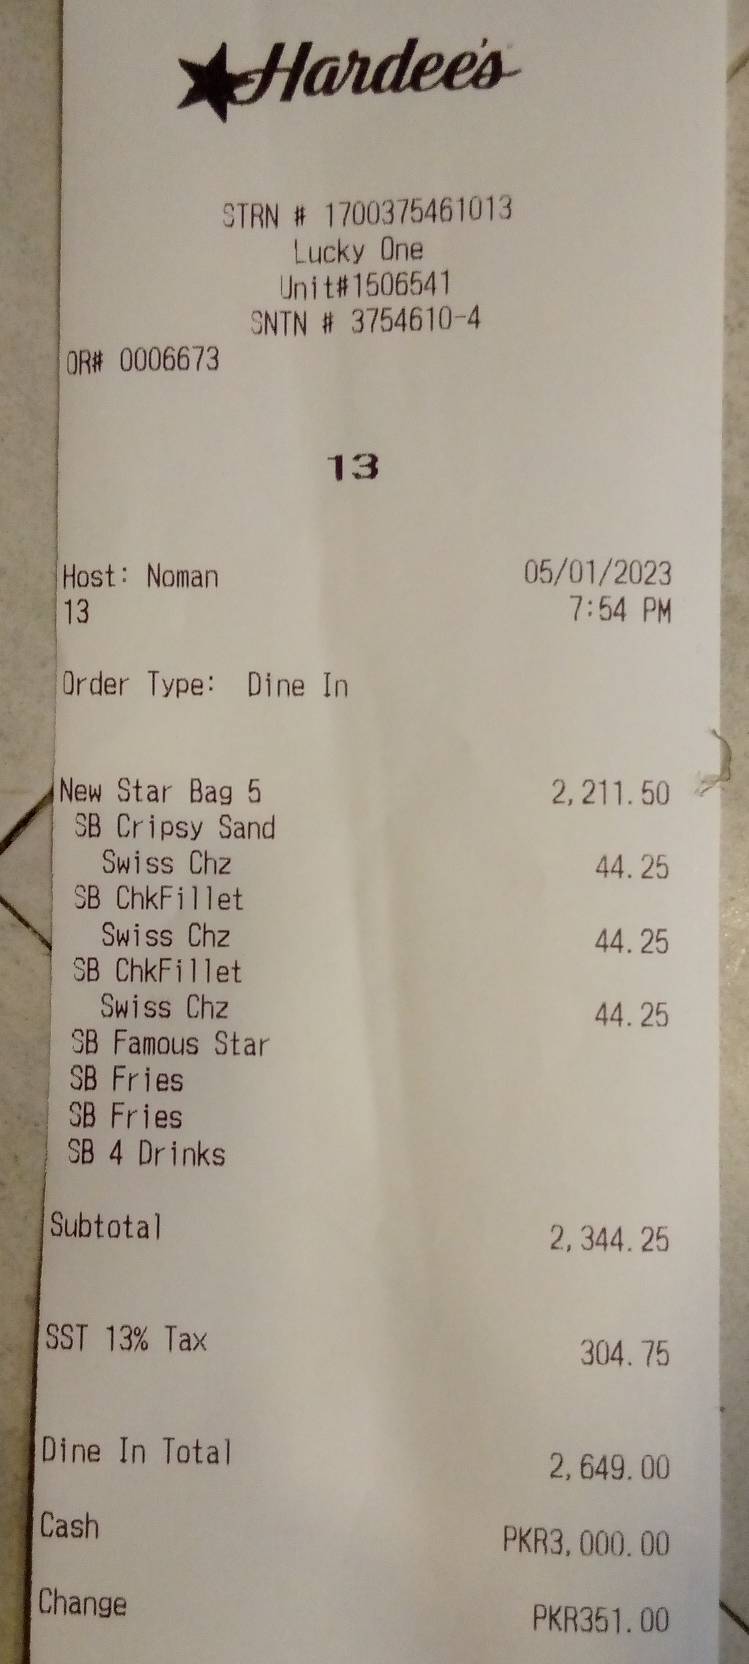 Hardee's
STRN # 1700375461013
Lucky One
Unit#1506541
SNTN # 3754610-4
OR# 0006673
13
Host: Noman 05/01/2023
13 7:54 PM
Order Type: Dine In
New Star Bag 5 2,211.50
SB Cripsy Sand
Swiss Chz 44.25
SB ChkFillet
Swiss Chz 44.25
SB ChkFillet
Swiss Chz 44.25
SB Famous Star
SB Fries
SB Fries
SB 4 Drinks
Subtotal 2,344.25
SST 13% Tax 304.75
Dine In Total 2,649.00
Cash PKR3,000.00
Change PKR351.00